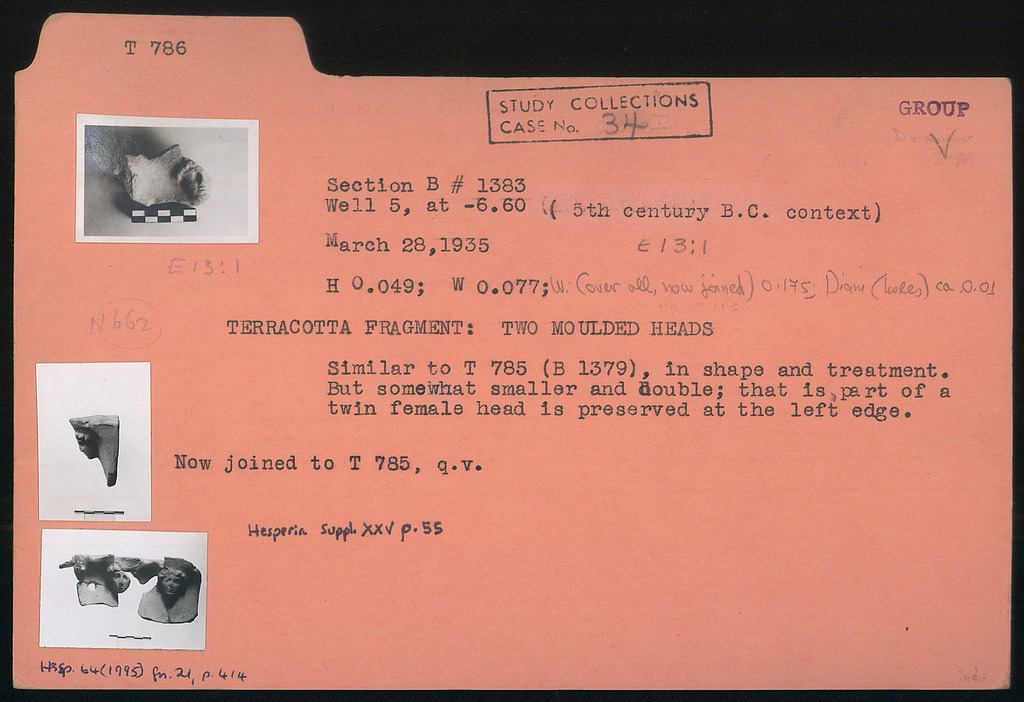 T 786
STUDY COLLECTIONS
CASE No. 34
GROUP
Section B # 1383
Well 5, at -6.60 ( 5th century B.C. context)
March 28,1935 E 13:1
E 13:1
H 0.049; W 0.077; W. (over all, now joined) 0.175; Diam (holes) ca 0.01
N662
TERRACOTTA FRAGMENT: TWO MOULDED HEADS
Similar to T 785 (B 1379), in shape and treatment.
But somewhat smaller and double; that is, part of a
twin female head is preserved at the left edge.
Now joined to T 785, q.v.
Hesperia Suppl. XXV p. 55
Hesp. 64 (1995) fn. 21, p. 414
ind.